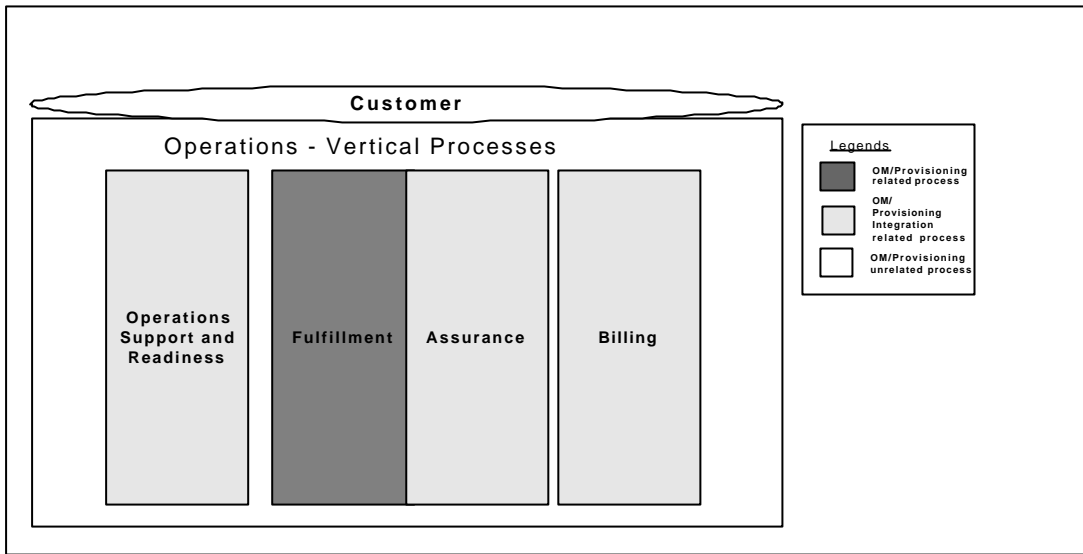 Customer
Operations - Vertical Processes
Operations
Support and
Readiness
Fulfillment
Assurance
Billing
Legends
OM/Provisioning
related process
OM/
Provisioning
Integration
related process
OM/Provisioning
unrelated process